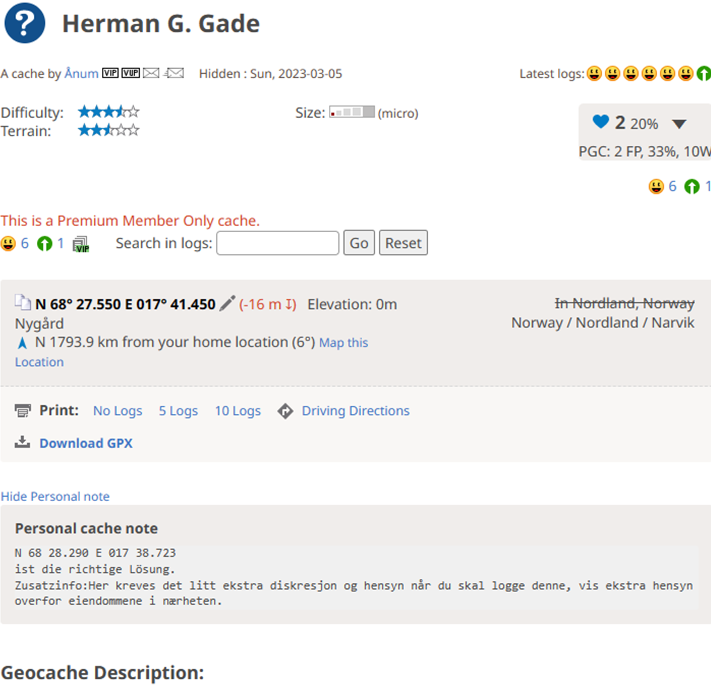 ?
Herman G. Gade
A cache by Ånum VIP VUP Hidden : Sun, 2023-03-05 Latest logs:
Difficulty:
Size: (micro)
Terrain:
2 20%
PGC: 2 FP, 33%, 10W
6 1
This is a Premium Member Only cache.
6 1 VIP Search in logs: Go Reset
N 68° 27.550 E 017° 41.450 (-16 m) Elevation: 0m
In Nordland, Norway
Nygård
Norway / Nordland / Narvik
N 1793.9 km from your home location (6°) Map this
Location
Print: No Logs 5 Logs 10 Logs Driving Directions
Download GPX
Hide Personal note
Personal cache note
N 68 28.290 E 017 38.723
ist die richtige Lösung.
Zusatzinfo:Her kreves det litt ekstra diskresjon og hensyn når du skal logge denne, vis ekstra hensyn
overfor eiendommene i nærheten.
Geocache Description: